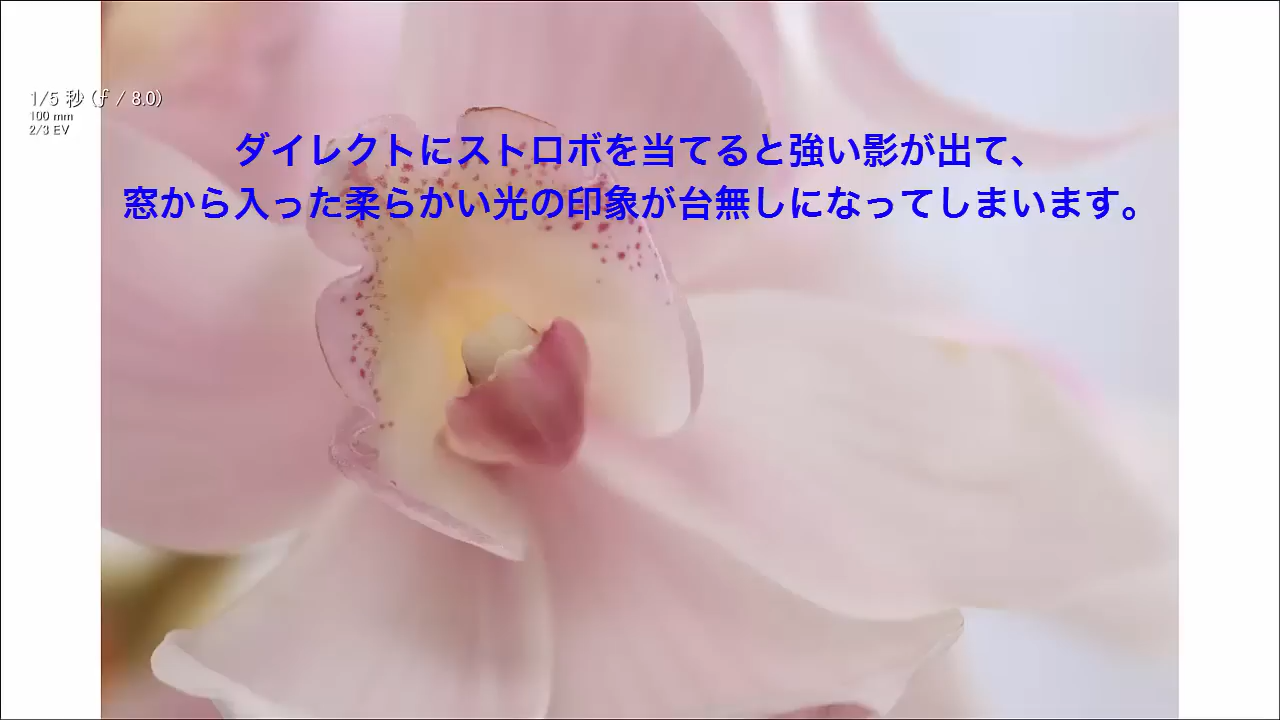 1/5 秒 (ƒ / 8.0)
100 mm
2/3 EV
ダイレクトにストロボを当てると強い影が出て、
窓から入った柔らかい光の印象が台無しになってしまいます。